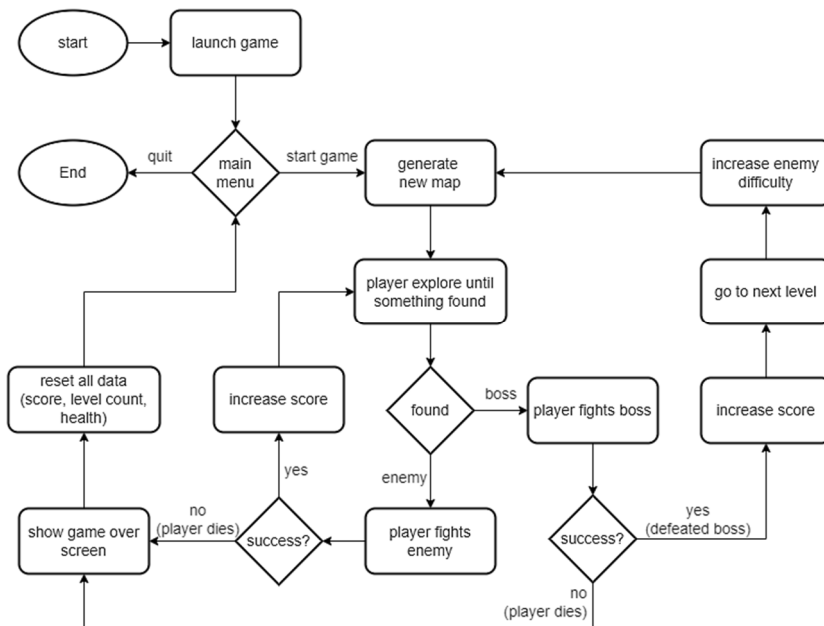 start
launch game
End
quit
main
menu
start game
generate
new map
increase enemy
difficulty
player explore until
something found
go to next level
reset all data
(score, level count,
health)
increase score
found
boss
player fights boss
increase score
yes
enemy
show game over
screen
no
(player dies)
success?
player fights
enemy
success?
yes
(defeated boss)
no
(player dies)